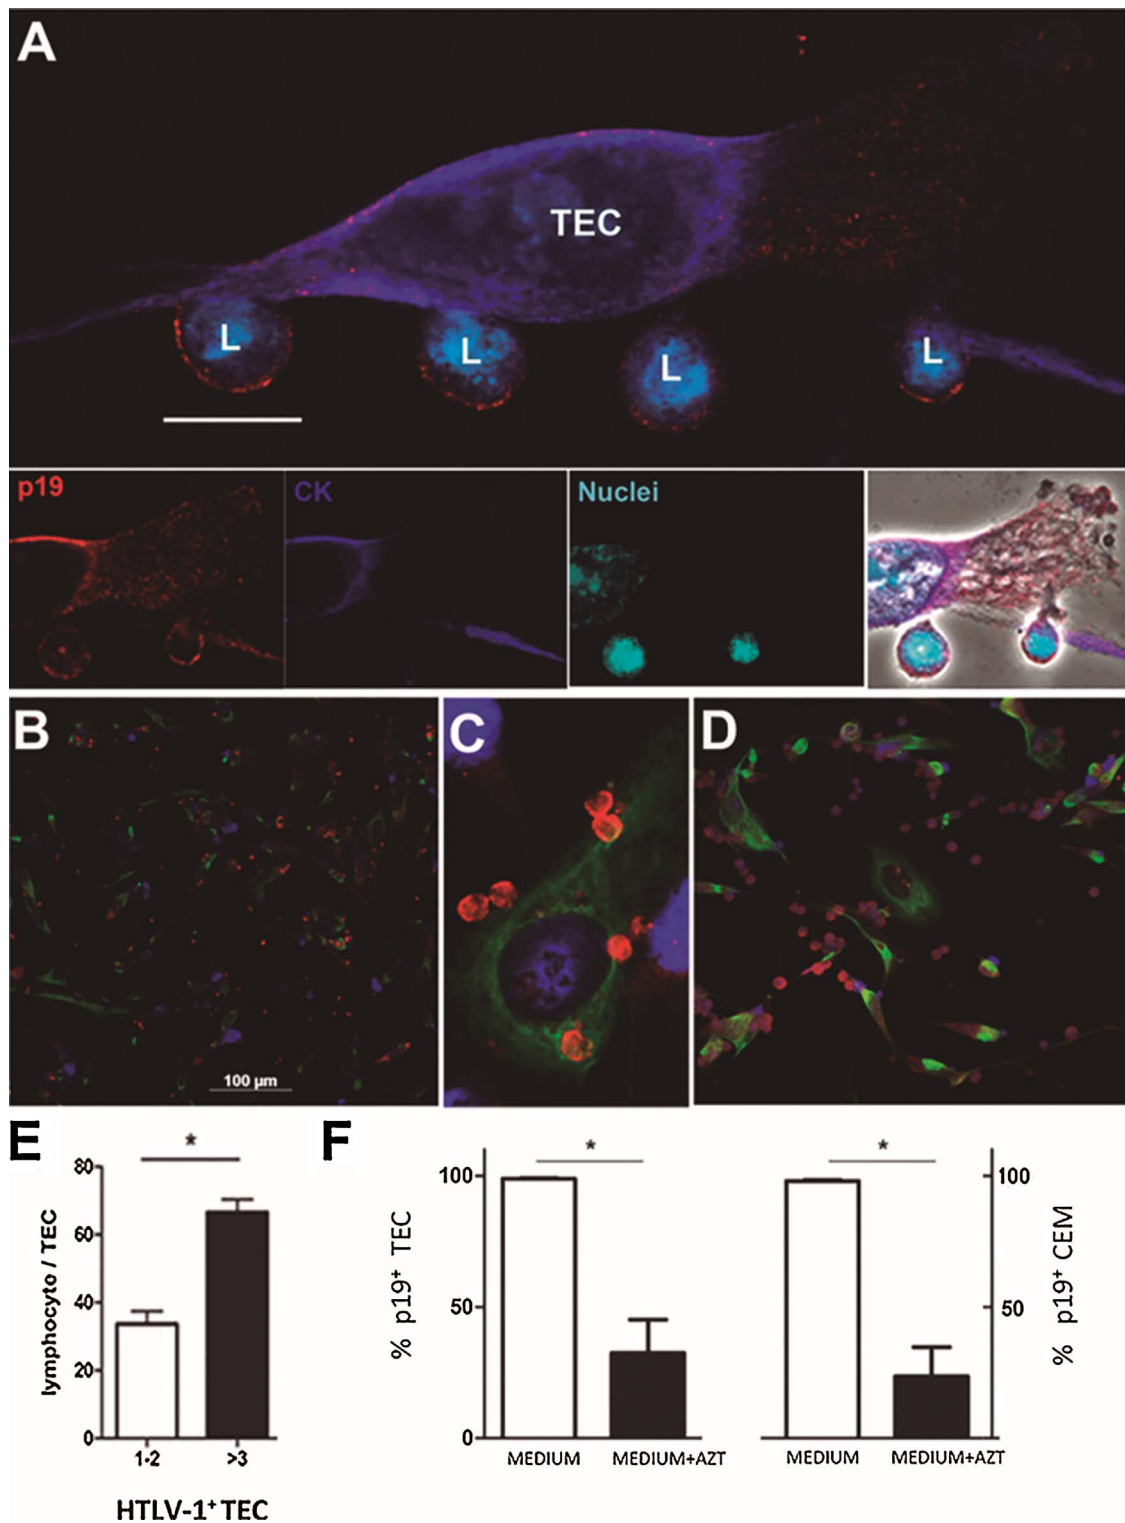 A
TEC
L
L
L
L
p19
CK
Nuclei
B
C
D
100 µm
E
F
*
80
60
40
20
0
lymphocyto / TEC
1-2
>3
HTLV-1⁺ TEC
*
100
50
0
% p19⁺ TEC
MEDIUM
MEDIUM+AZT
*
100
50
% p19⁺ CEM
MEDIUM
MEDIUM+AZT